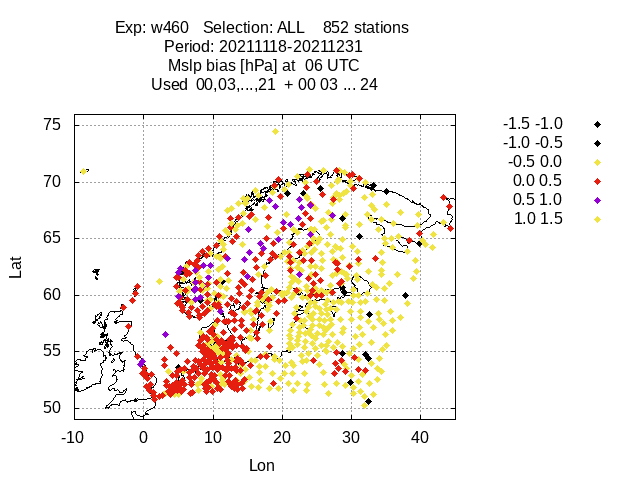 Exp: w460 Selection: ALL 852 stations
Period: 20211118-20211231
Mslp bias [hPa] at 06 UTC
Used 00,03,...,21 + 00 03 ... 24
-1.5 -1.0
-1.0 -0.5
-0.5 0.0
0.0 0.5
0.5 1.0
1.0 1.5
75
70
65
60
55
50
Lat
-10 0 10 20 30 40
Lon